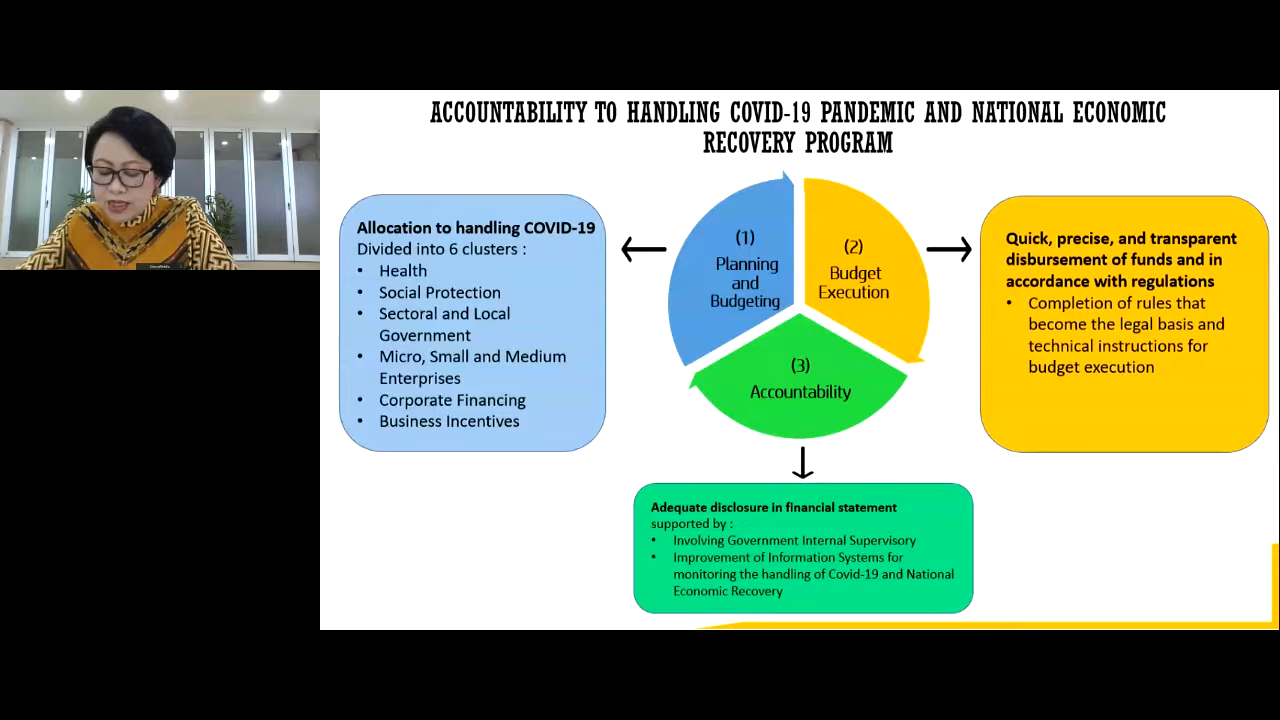 ACCOUNTABILITY TO HANDLING COVID-19 PANDEMIC AND NATIONAL ECONOMIC
RECOVERY PROGRAM
Allocation to handling COVID-19
Divided into 6 clusters :
• Health
• Social Protection
• Sectoral and Local
Government
• Micro, Small and Medium
Enterprises
• Corporate Financing
• Business Incentives
(1)
Planning
and
Budgeting
(2)
Budget
Execution
(3)
Accountability
Quick, precise, and transparent
disbursement of funds and in
accordance with regulations
• Completion of rules that
become the legal basis and
technical instructions for
budget execution
Adequate disclosure in financial statement
supported by :
• Involving Government Internal Supervisory
• Improvement of Information Systems for
monitoring the handling of Covid-19 and National
Economic Recovery